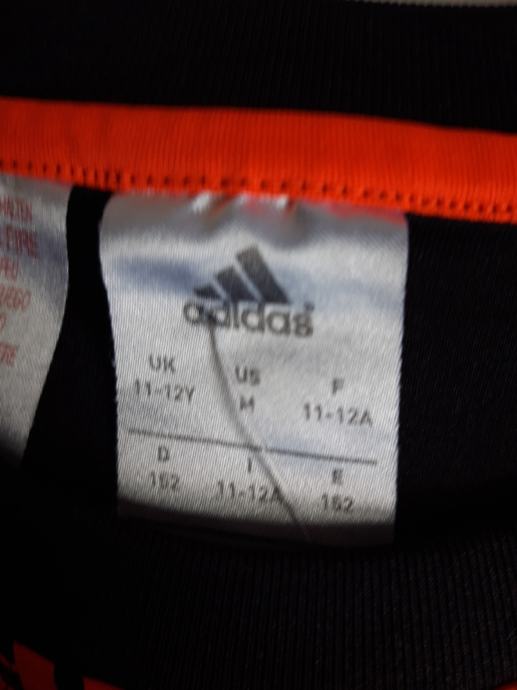 adidas
UK US F
11-12Y M 11-12A
D I E
152 11-12A 152